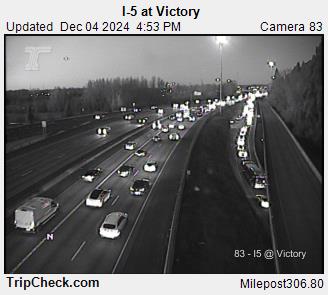 I-5 at Victory
Updated  Dec 04 2024  4:53 PM
Camera 83
T
N
83 - I5 @ Victory
TripCheck.com
Milepost306.80